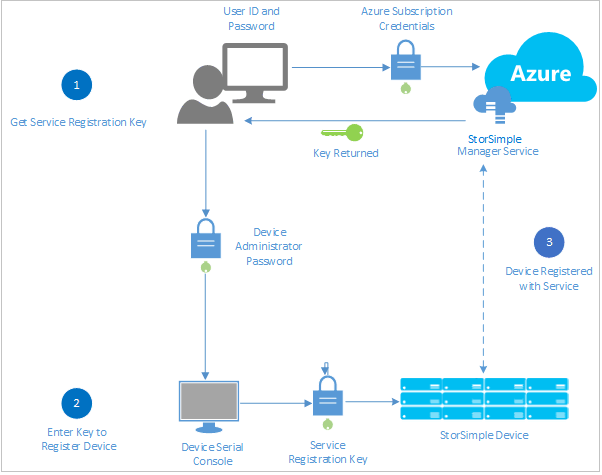 User ID and
Password
Azure Subscription
Credentials
Azure
1
Get Service Registration Key
Key Returned
StorSimple
Manager Service
Device
Administrator
Password
3
Device Registered
with Service
2
Enter Key to
Register Device
Device Serial
Console
Service
Registration Key
StorSimple Device